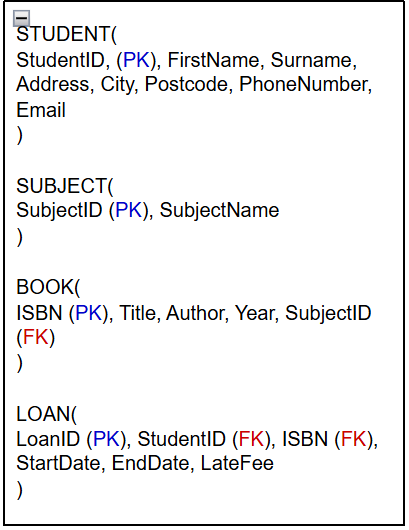 STUDENT(
StudentID, (PK), FirstName, Surname,
Address, City, Postcode, PhoneNumber,
Email
)
SUBJECT(
SubjectID (PK), SubjectName
)
BOOK(
ISBN (PK), Title, Author, Year, SubjectID
(FK)
)
LOAN(
LoanID (PK), StudentID (FK), ISBN (FK),
StartDate, EndDate, LateFee
)